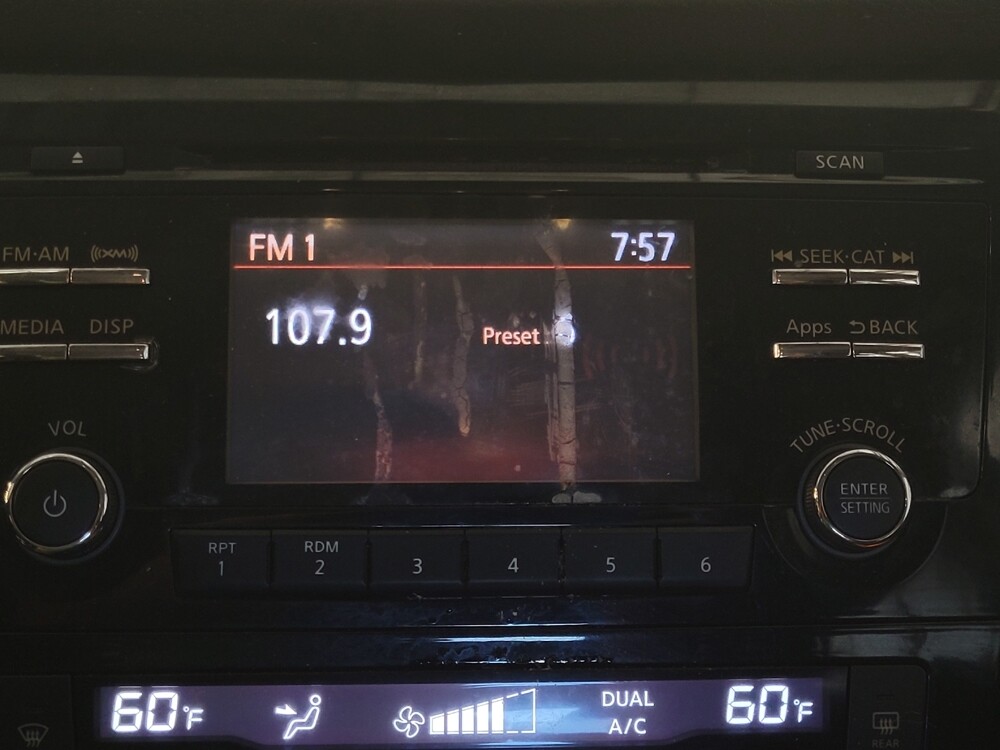 SCAN
FM·AM
((XM))
SEEK·CAT
FM 1
7:57
MEDIA
DISP
107.9
Preset
Apps
BACK
VOL
TUNE·SCROLL
ENTER
SETTING
RPT
1
RDM
2
3
4
5
6
60°F
DUAL
A/C
60°F
REAR